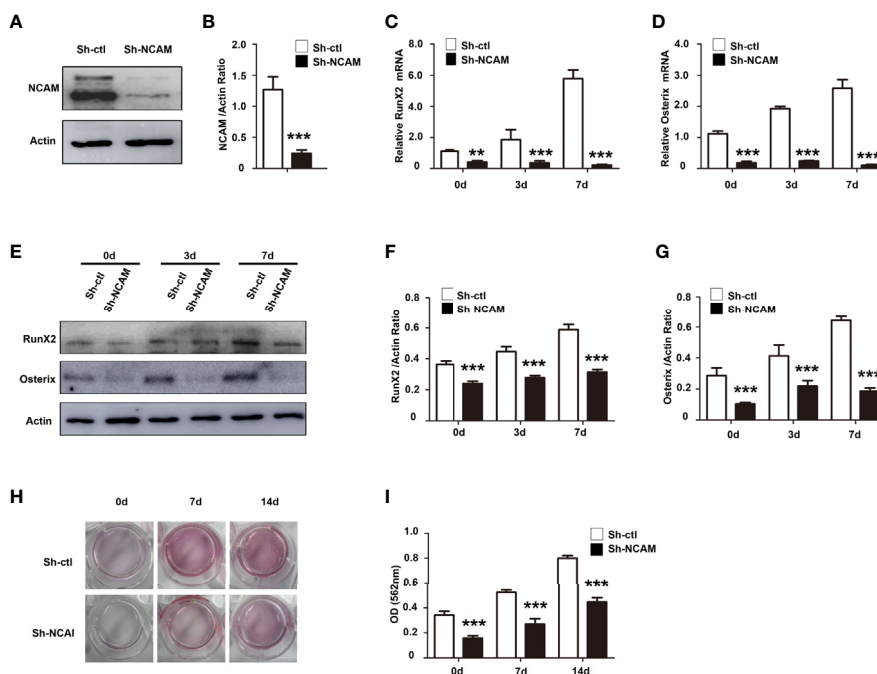 A
Sh-ctl Sh-NCAM
NCAM
Actin
B
Sh-ctl
Sh-NCAM
NCAM /Actin Ratio
2.0
1.5
1.0
0.5
0
***
C
Sh-ctl
Sh-NCAM
Relative RunX2 mRNA
8.0
6.0
4.0
2.0
0
** *** ***
0d 3d 7d
D
Sh-ctl
Sh-NCAM
Relative Osterix mRNA
4.0
3.0
2.0
1.0
0
*** *** ***
0d 3d 7d
E
0d 3d 7d
Sh-ctl Sh-NCAM Sh-ctl Sh-NCAM Sh-ctl Sh-NCAM
RunX2
Osterix
Actin
F
Sh-ctl
Sh-NCAM
RunX2 /Actin Ratio
0.8
0.6
0.4
0.2
0
*** *** ***
0d 3d 7d
G
Sh-ctl
Sh-NCAM
Osterix /Actin Ratio
0.8
0.6
0.4
0.2
0
*** *** ***
0d 3d 7d
H
0d 7d 14d
Sh-ctl
Sh-NCAI
I
Sh-ctl
Sh-NCAM
OD (562nm)
1.0
0.8
0.6
0.4
0.2
0
*** *** ***
0d 7d 14d